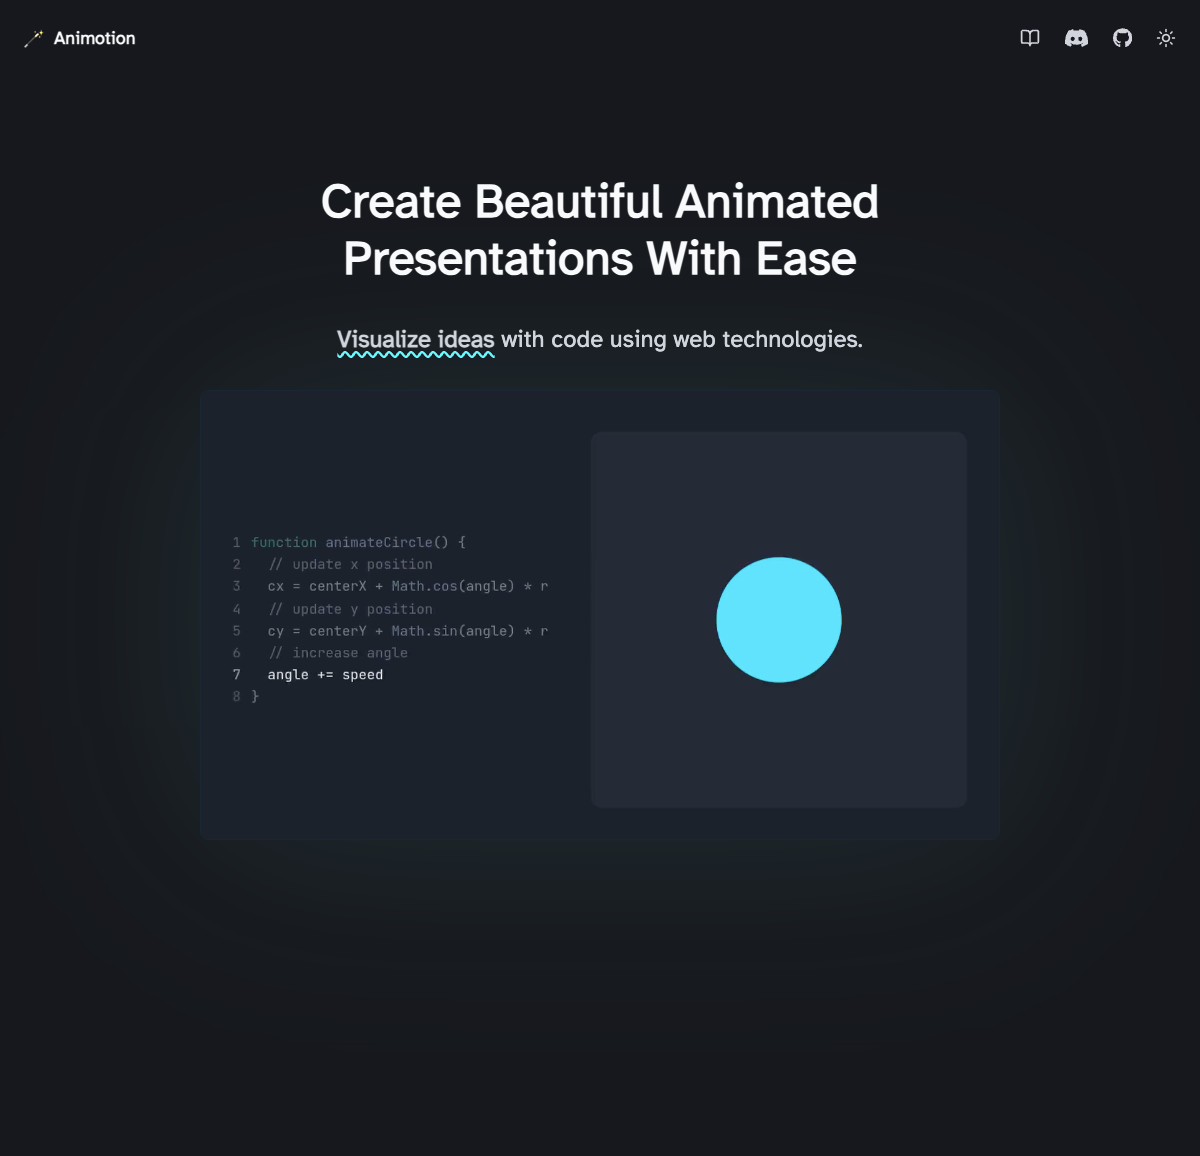 Animotion
Create Beautiful Animated
Presentations With Ease
Visualize ideas with code using web technologies.
1 function animateCircle() {
2   // update x position
3   cx = centerX + Math.cos(angle) * r
4   // update y position
5   cy = centerY + Math.sin(angle) * r
6   // increase angle
7   angle += speed
8 }